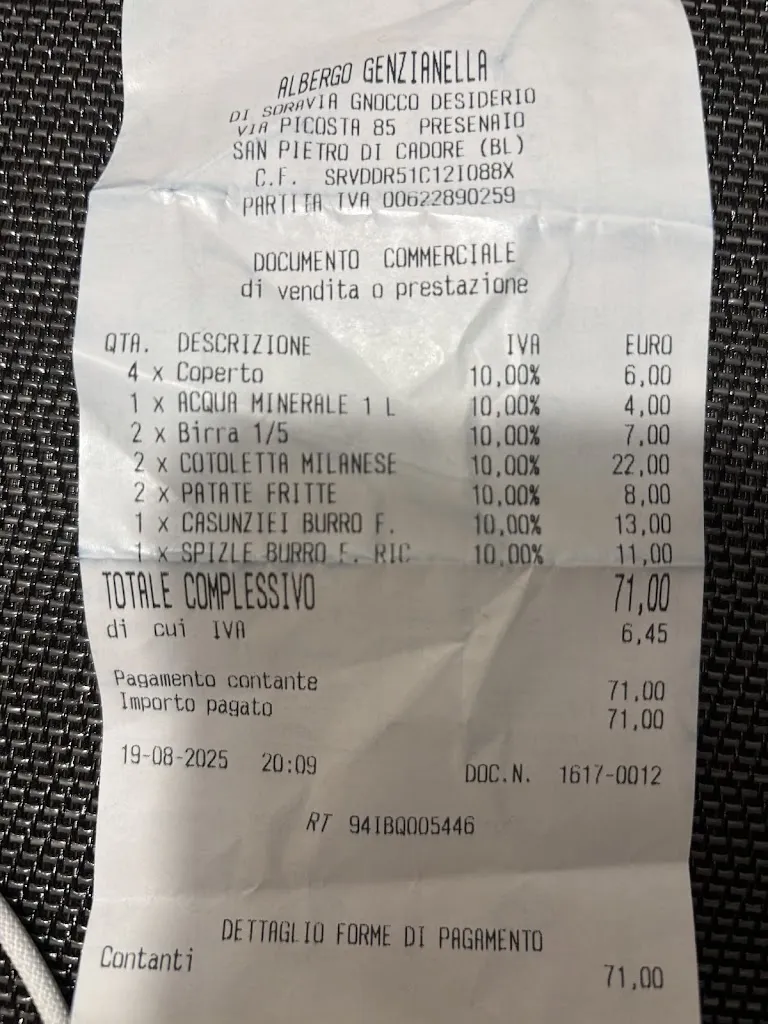 ALBERGO GENZIANELLA
DI SORAVIA GNOCCO DESIDERIO
VIA PICOSTA 85 PRESENAIO
SAN PIETRO DI CADORE (BL)
C.F. SRVDDR51C12I088X
PARTITA IVA 00622890259
DOCUMENTO COMMERCIALE
di vendita o prestazione
QTA. DESCRIZIONE IVA EURO
4 x Coperto 10,00% 6,00
1 x ACQUA MINERALE 1 L 10,00% 4,00
2 x Birra 1/5 10,00% 7,00
2 x COTOLETTA MILANESE 10,00% 22,00
2 x PATATE FRITTE 10,00% 8,00
1 x CASUNZIEI BURRO F. 10,00% 13,00
1 x SPIZLE BURRO F. RIC 10,00% 11,00
TOTALE COMPLESSIVO 71,00
di cui IVA 6,45
Pagamento contante 71,00
Importo pagato 71,00
19-08-2025 20:09 DOC.N. 1617-0012
RT 94IBQ005446
DETTAGLIO FORME DI PAGAMENTO
Contanti 71,00